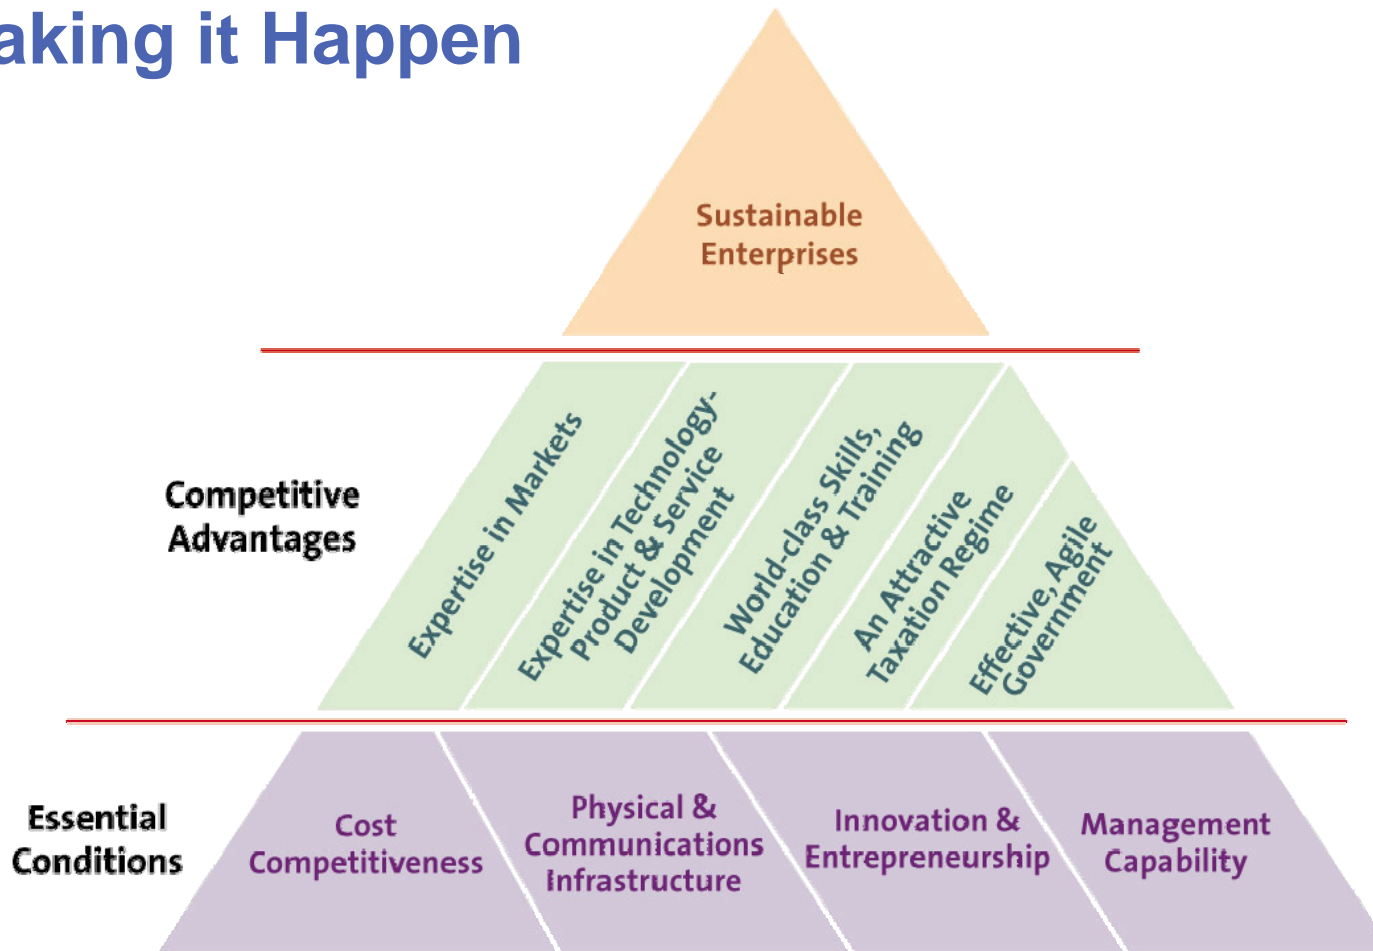 aking it Happen
Sustainable
Enterprises
Competitive
Advantages
Expertise in Markets
Expertise in Technology-
Product & Service
Development
World-class Skills,
Education & Training
An Attractive
Taxation Regime
Effective, Agile
Government
Essential
Conditions
Cost
Competitiveness
Physical &
Communications
Infrastructure
Innovation &
Entrepreneurship
Management
Capability